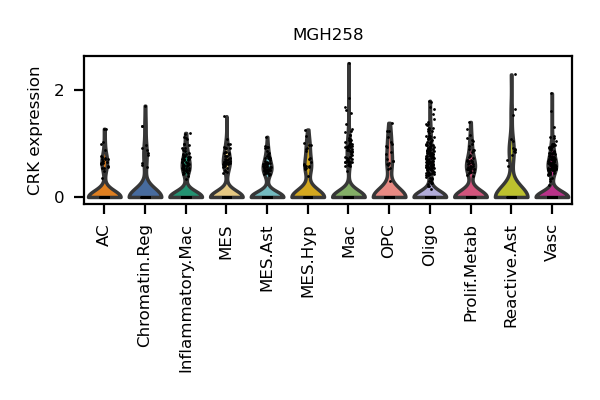 MGH258
CRK expression
2
0
AC
Chromatin.Reg
Inflammatory.Mac
MES
MES.Ast
MES.Hyp
Mac
OPC
Oligo
Prolif.Metab
Reactive.Ast
Vasc